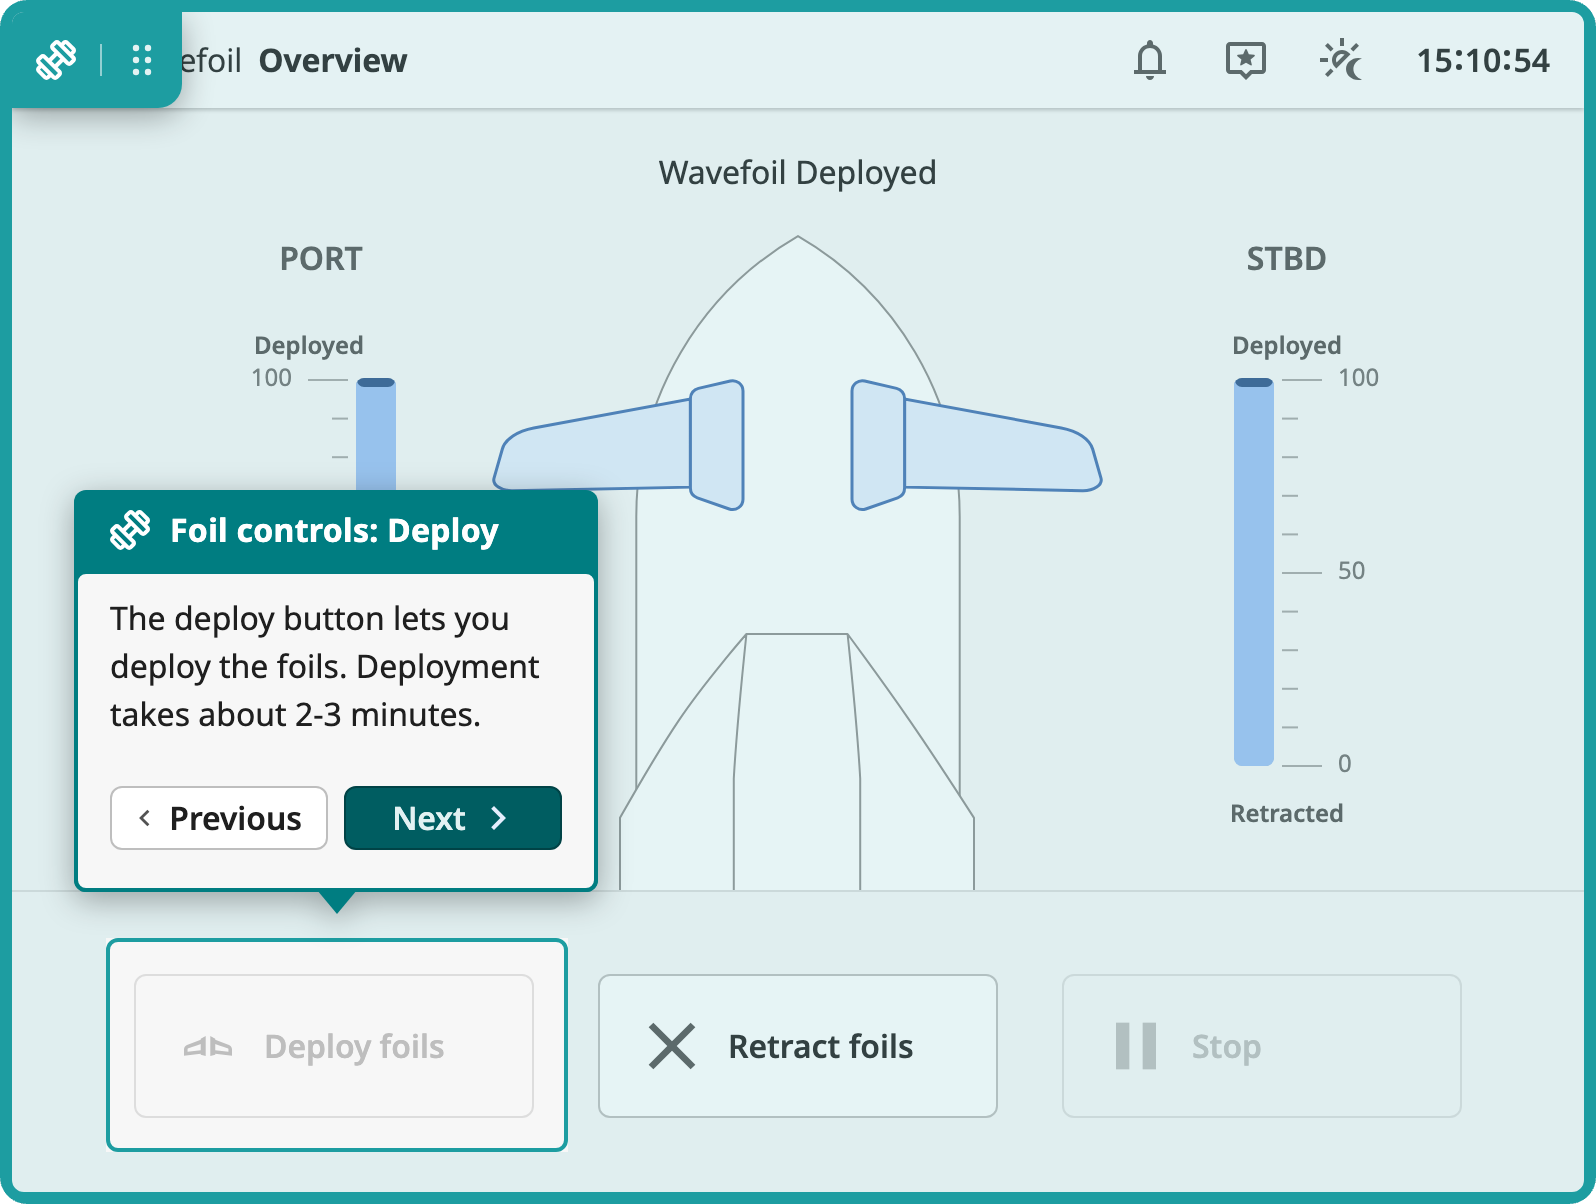 efoil Overview
15:10:54
Wavefoil Deployed
PORT
STBD
Deployed
100
Deployed
100
50
0
Retracted
Foil controls: Deploy
The deploy button lets you
deploy the foils. Deployment
takes about 2-3 minutes.
Previous
Next
Deploy foils
Retract foils
Stop